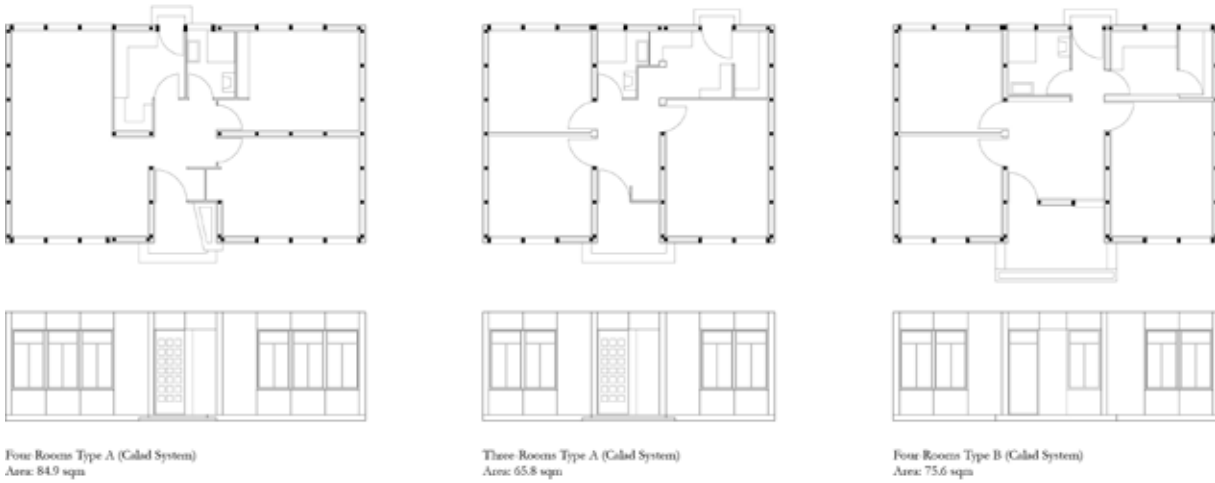 Four-Rooms Type A (Calad System)
Area: 84.9 sqm
Three-Rooms Type A (Calad System)
Area: 65.8 sqm
Four-Rooms Type B (Calad System)
Area: 75.6 sqm